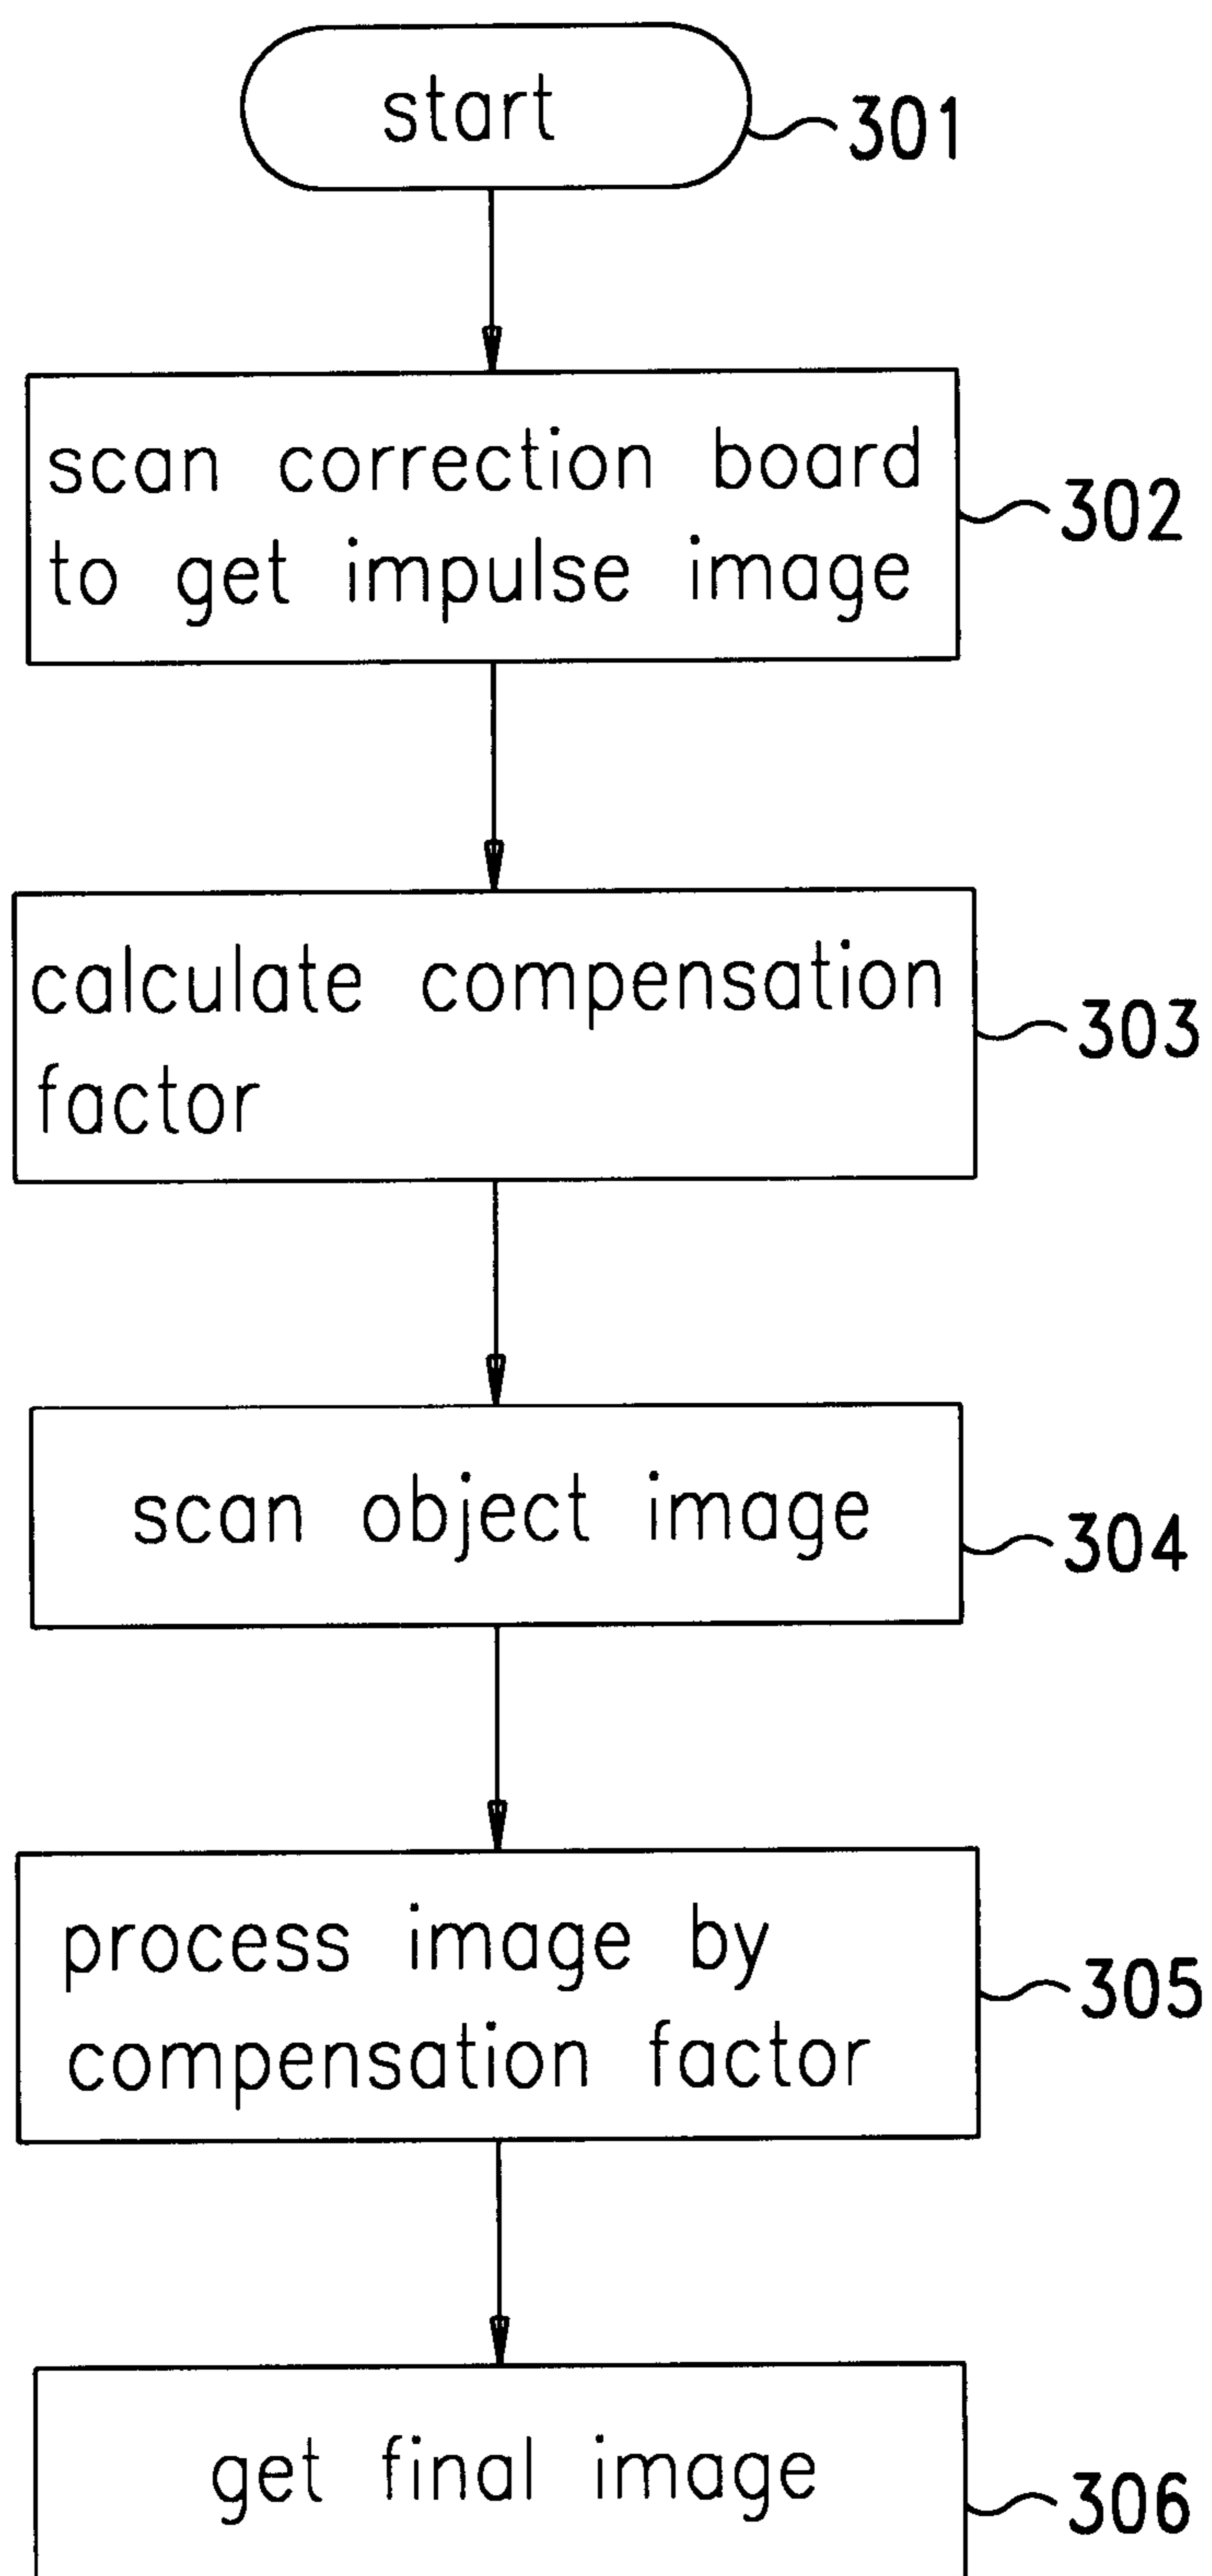 start
301
scan correction board
to get impulse image
302
calculate compensation
factor
303
scan object image
304
process image by
compensation factor
305
get final image
306